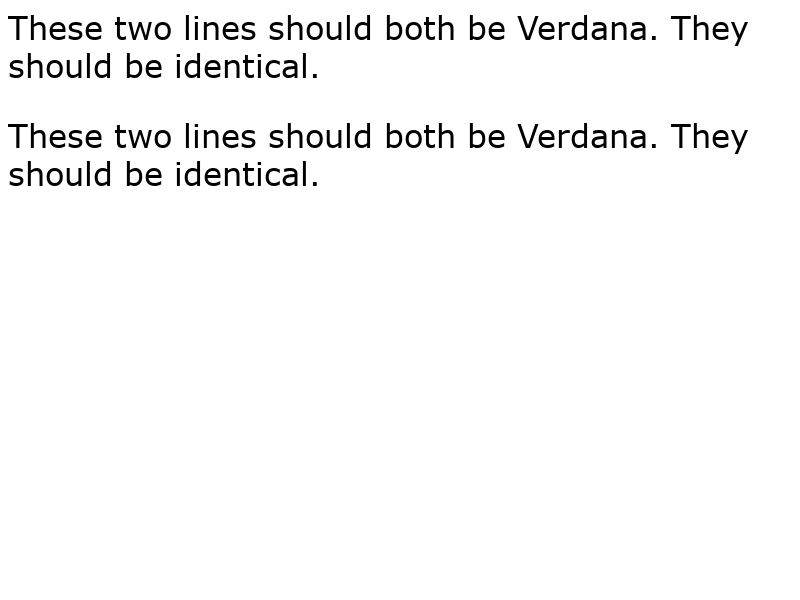 These two lines should both be Verdana. They
should be identical.
These two lines should both be Verdana. They
should be identical.